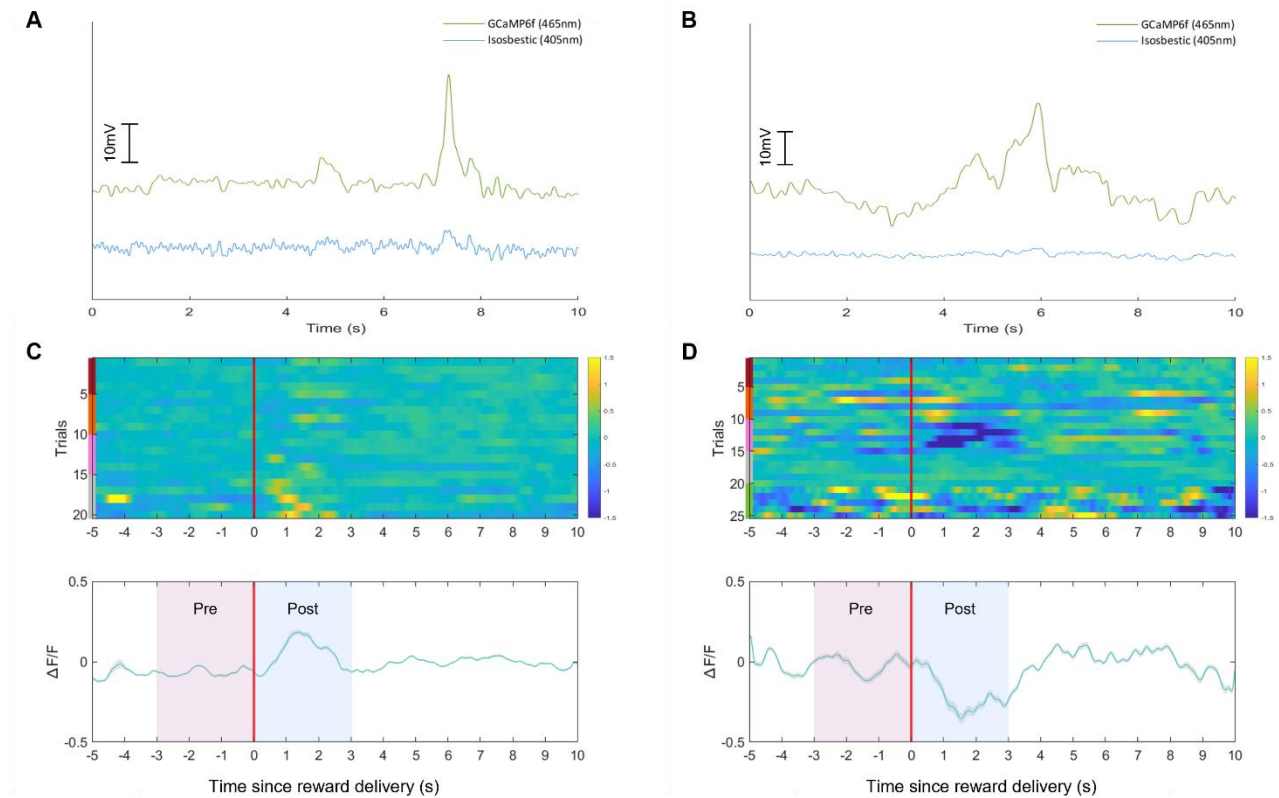 A
GCaMP6f (465nm)
Isosbestic (405nm)
10mV
0 2 4 6 8 10
Time (s)
B
GCaMP6f (465nm)
Isosbestic (405nm)
10mV
0 2 4 6 8 10
Time (s)
C
Trials
5
10
15
20
-5 -4 -3 -2 -1 0 1 2 3 4 5 6 7 8 9 10
1.5
1
0.5
0
-0.5
-1
-1.5
ΔF/F
0.5
0
-0.5
Pre
Post
-5 -4 -3 -2 -1 0 1 2 3 4 5 6 7 8 9 10
Time since reward delivery (s)
D
Trials
5
10
15
20
25
-5 -4 -3 -2 -1 0 1 2 3 4 5 6 7 8 9 10
1.5
1
0.5
0
-0.5
-1
-1.5
ΔF/F
0.5
0
-0.5
Pre
Post
-5 -4 -3 -2 -1 0 1 2 3 4 5 6 7 8 9 10
Time since reward delivery (s)